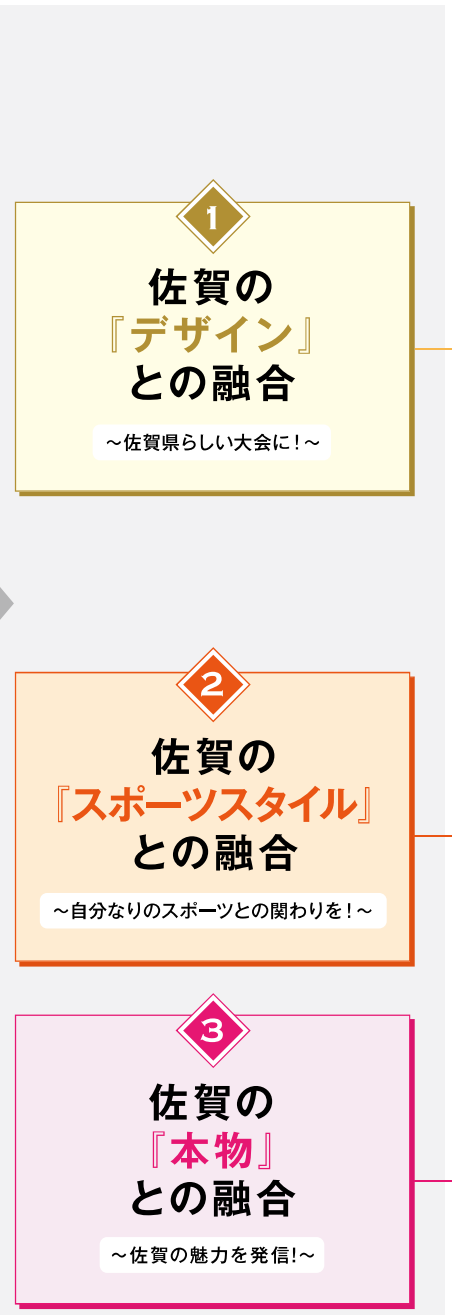 1
佐賀の
『デザイン』
との融合
～佐賀県らしい大会に！～
2
佐賀の
『スポーツスタイル』
との融合
～自分なりのスポーツとの関わりを！～
3
佐賀の
『本物』
との融合
～佐賀の魅力を発信!～